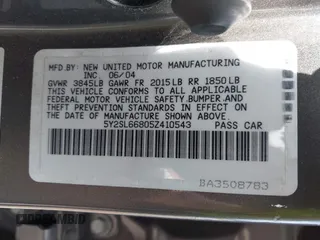 MFD.BY: NEW UNITED MOTOR MANUFACTURING
INC. 06/04
GVWR 3845LB GAWR FR 2015LB RR 1850LB
THIS VEHICLE CONFORMS TO ALL APPLICABLE
FEDERAL MOTOR VEHICLE SAFETY,BUMPER,AND
THEFT PREVENTION STANDARDS IN EFFECT
ON THE DATE OF MANUFACTURE SHOWN ABOVE.
5Y2SL66805Z410543 PASS CAR
BA3508783